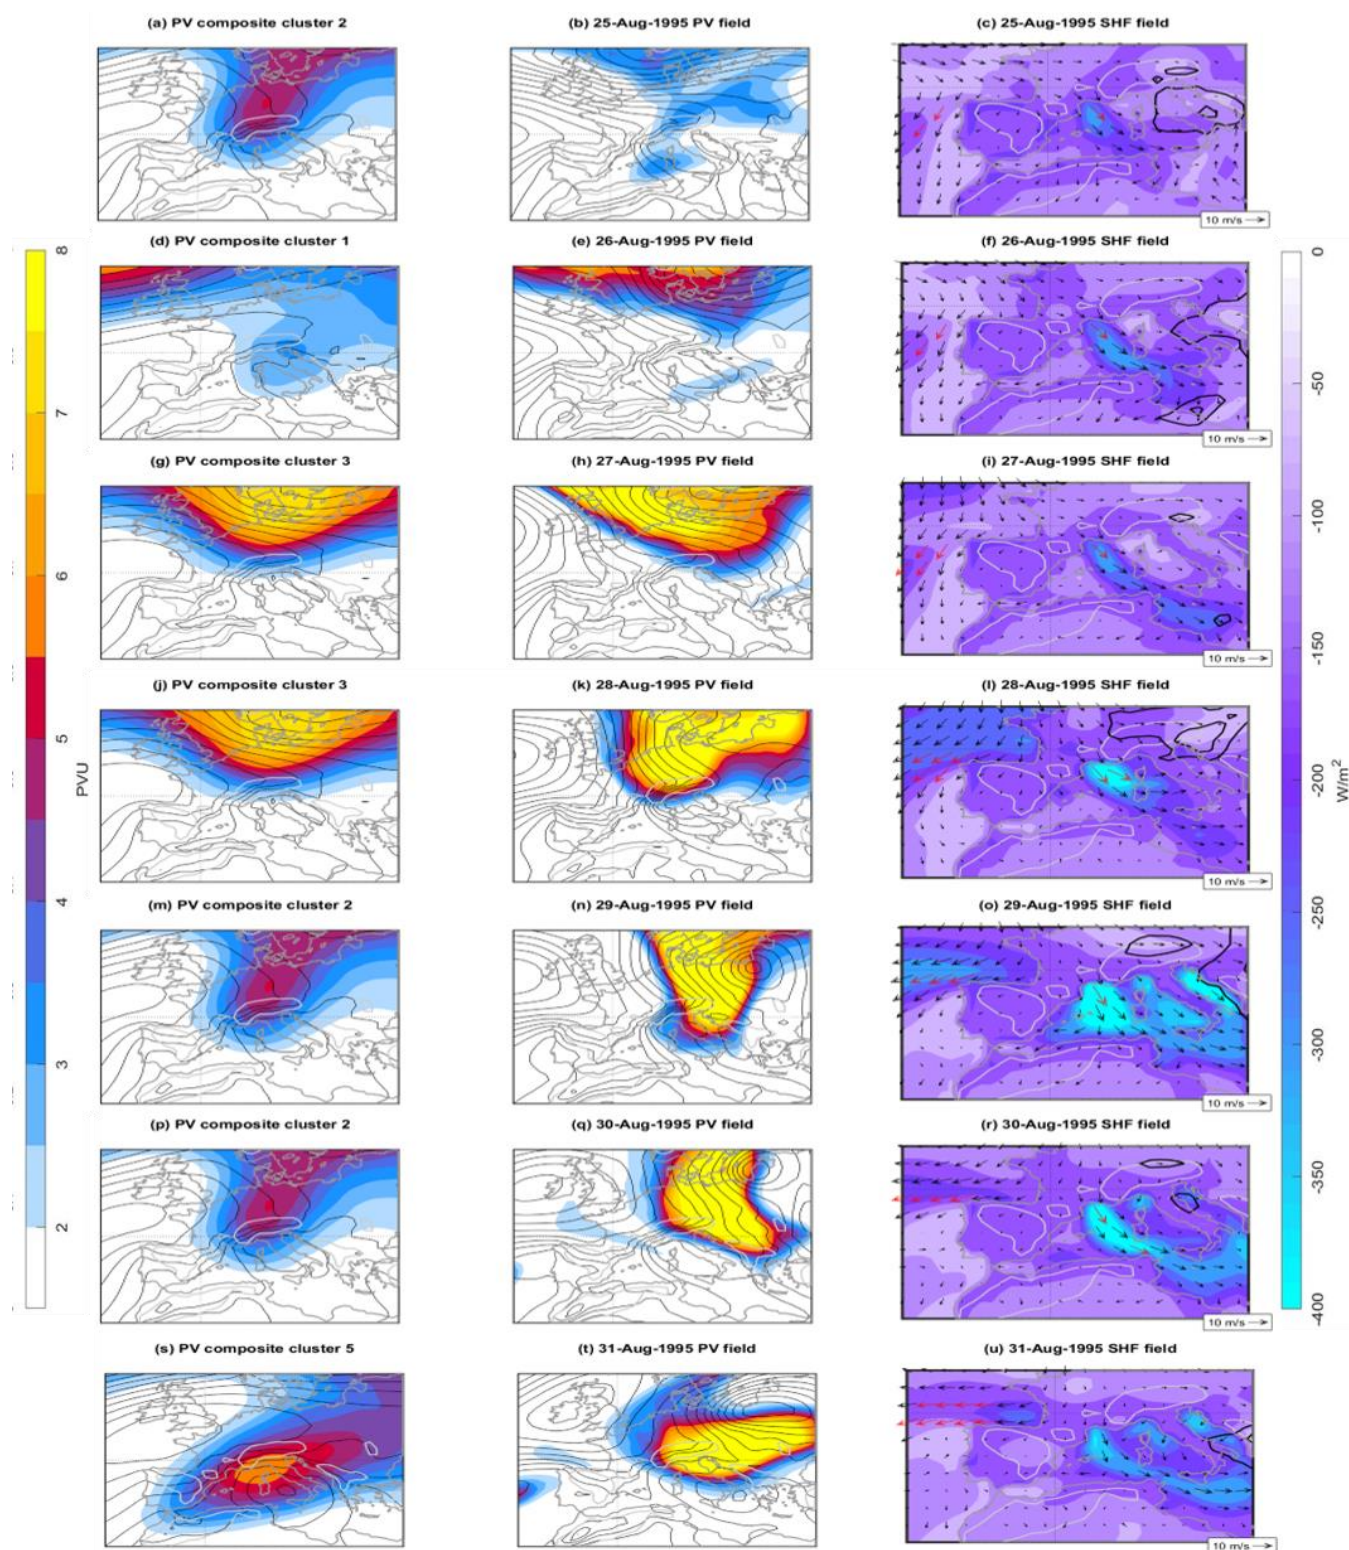 (a) PV composite cluster 2
(b) 25-Aug-1995 PV field
(c) 25-Aug-1995 SHF field
10 m/s
(d) PV composite cluster 1
(e) 26-Aug-1995 PV field
(f) 26-Aug-1995 SHF field
10 m/s
(g) PV composite cluster 3
(h) 27-Aug-1995 PV field
(i) 27-Aug-1995 SHF field
10 m/s
(j) PV composite cluster 3
(k) 28-Aug-1995 PV field
(l) 28-Aug-1995 SHF field
10 m/s
(m) PV composite cluster 2
(n) 29-Aug-1995 PV field
(o) 29-Aug-1995 SHF field
10 m/s
(p) PV composite cluster 2
(q) 30-Aug-1995 PV field
(r) 30-Aug-1995 SHF field
10 m/s
(s) PV composite cluster 5
(t) 31-Aug-1995 PV field
(u) 31-Aug-1995 SHF field
10 m/s
8
7
6
5
4
3
2
PVU
0
-50
-100
-150
-200
-250
-300
-350
-400
W/m²